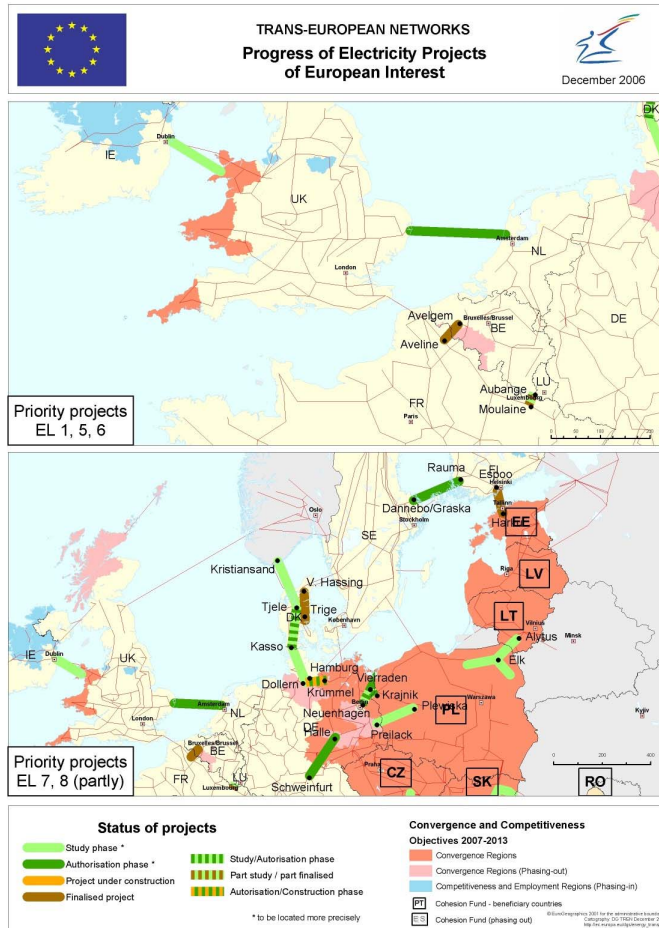 TRANS-EUROPEAN NETWORKS
Progress of Electricity Projects
of European Interest
December 2006
DK
Dublin
IE
UK
Amsterdam
NL
London
DE
Avelgem
Bruxelles/Brussel
BE
Aveline
LU
Aubange
Luxembourg
FR
Moulaine
Paris
Priority projects
EL 1, 5, 6
Rauma
Espoo
FI
Helsinki
Oslo
Dannebo/Graska
Tallinn
EE
Stockholm
SE
Kristiansand
LV
Riga
V. Hassing
Tjele
Trige
DK
LT
København
Vilnius
Alytus
Minsk
IE
Dublin
Kasso
UK
Elk
Hamburg
Dollern
Vierraden
Krümmel
Krajnik
Warszawa
Amsterdam
NL
Berlin
Plewiska
PL
London
Neuenhagen
Kyjiv
DE
Halle
Preilack
Bruxelles/Brussel
BE
Priority projects
EL 7, 8 (partly)
FR
LU
Luxembourg
Praha
CZ
SK
RO
Schweinfurt
Status of projects
Study phase *
Authorisation phase *
Project under construction
Finalised project
Study/Autorisation phase
Part study / part finalised
Autorisation/Construction phase
* to be located more precisely
Convergence and Competitiveness
Objectives 2007-2013
Convergence Regions
Convergence Regions (Phasing-out)
Competitiveness and Employment Regions (Phasing-in)
PT Cohesion Fund - beneficiary countries
ES Cohesion Fund (phasing out)